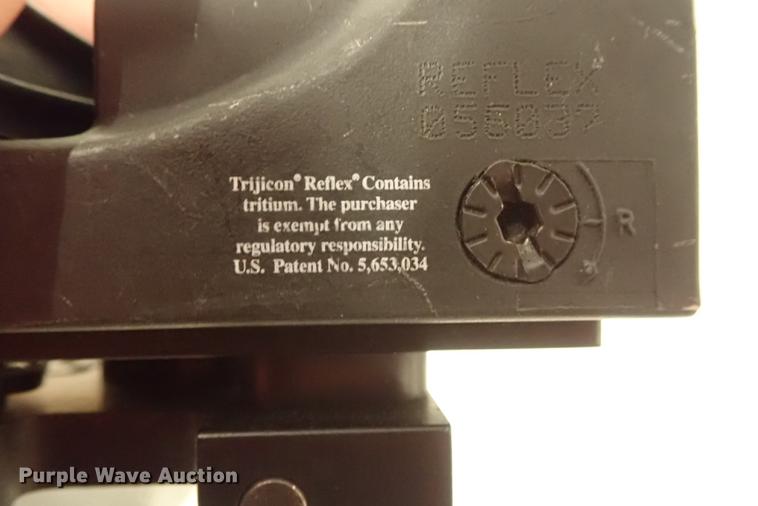 REFLEX
056037
Trijicon® Reflex® Contains
tritium. The purchaser
is exempt from any
regulatory responsibility.
U.S. Patent No. 5,653,034
R
Purple Wave Auction